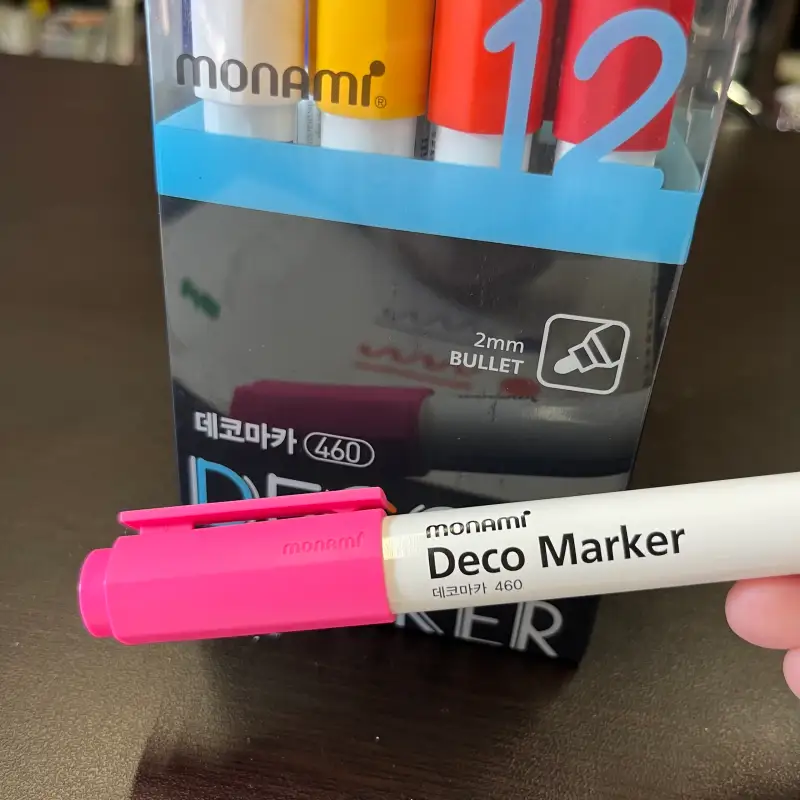 monami®
12
2mm
BULLET
데코마카 460
monami
monami
Deco Marker
데코마카 460